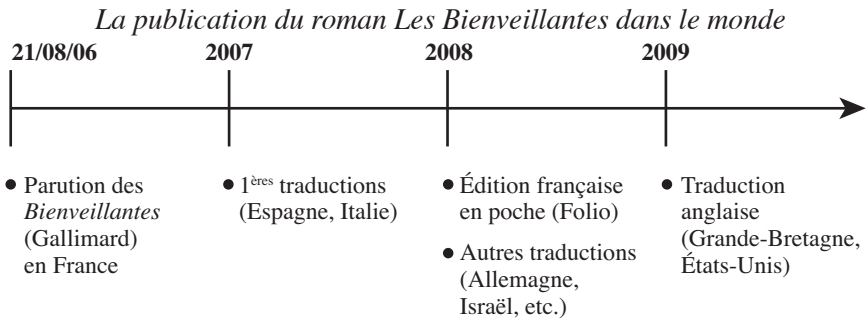 La publication du roman Les Bienveillantes dans le monde
21/08/06
2007
2008
2009
• Parution des
Bienveillantes
(Gallimard)
en France
• 1ères traductions
(Espagne, Italie)
• Édition française
en poche (Folio)
• Autres traductions
(Allemagne,
Israël, etc.)
• Traduction
anglaise
(Grande-Bretagne,
États-Unis)